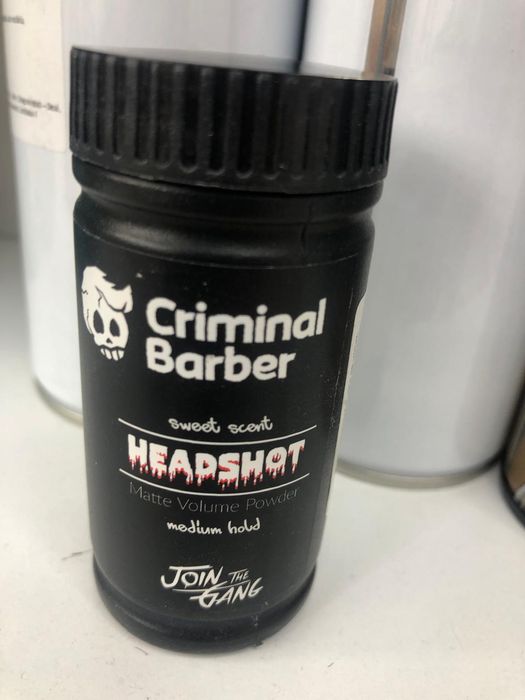 Criminal
Barber
sweet scent
HEADSHOT
Matte Volume Powder
medium hold
JOIN THE
GANG